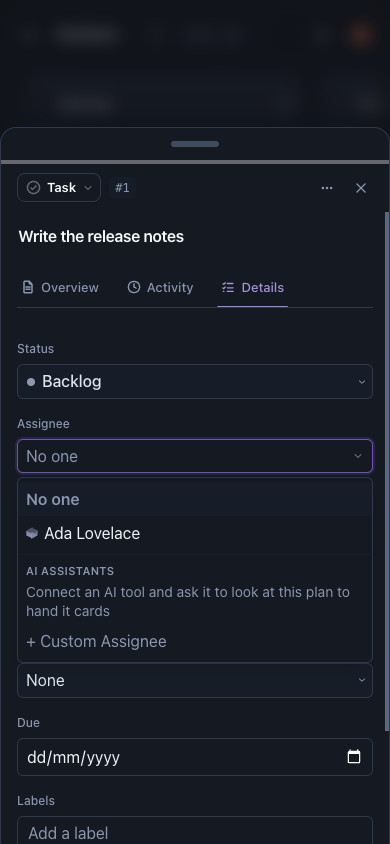 Task
#1
Write the release notes
Overview
Activity
Details
Status
Backlog
Assignee
No one
No one
Ada Lovelace
AI ASSISTANTS
Connect an AI tool and ask it to look at this plan to
hand it cards
+ Custom Assignee
None
Due
dd/mm/yyyy
Labels
Add a label